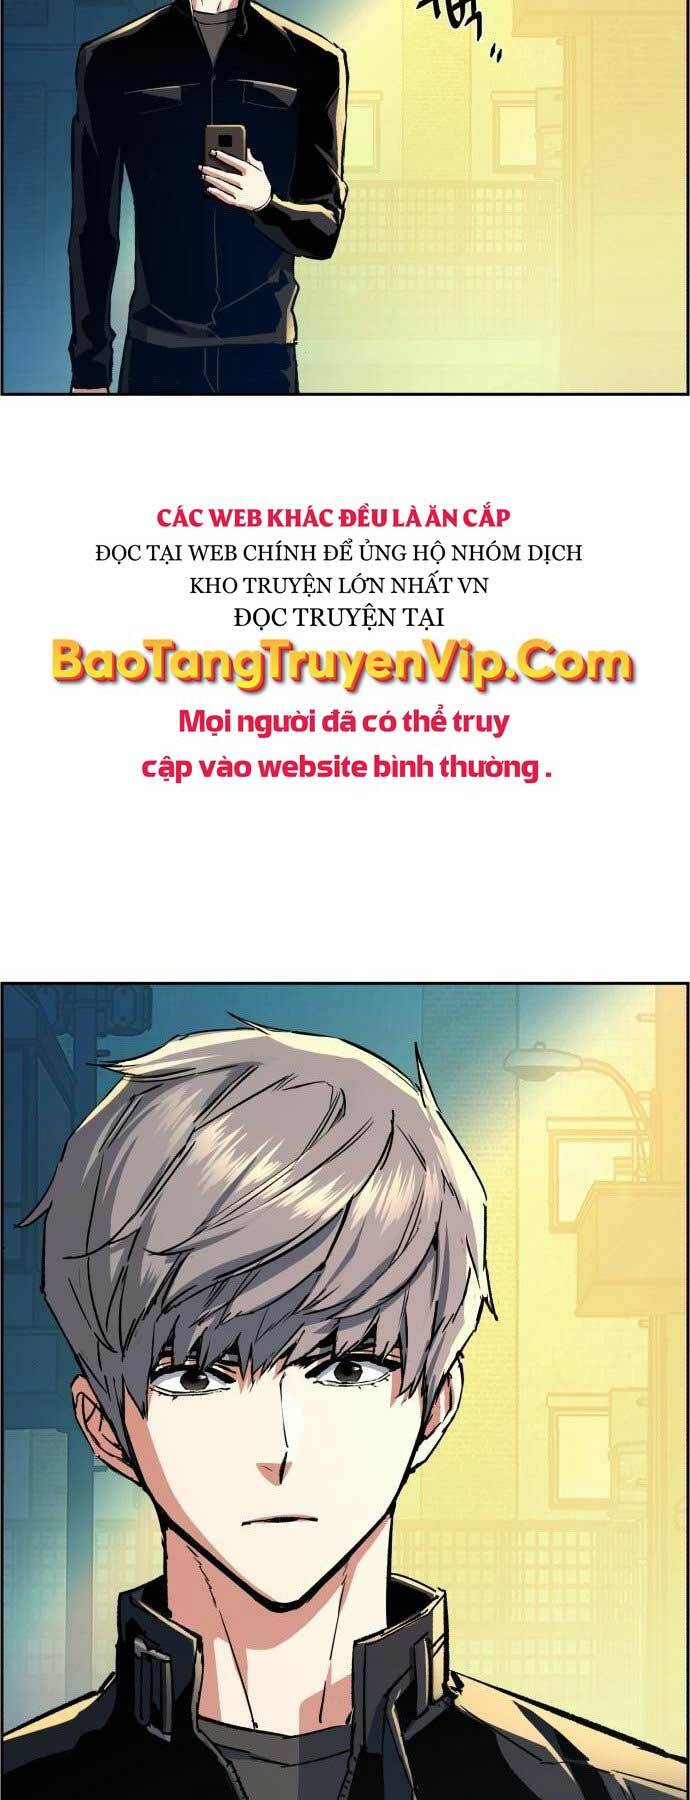 CÁC WEB KHÁC ĐỀU LÀ ĂN CẮP
ĐỌC TẠI WEB CHÍNH ĐỂ ỦNG HỘ NHÓM DỊCH
KHO TRUYỆN LỚN NHẤT VN
ĐỌC TRUYỆN TẠI
BaoTangTruyenVip.Com
Mọi người đã có thể truy
cập vào website bình thường.